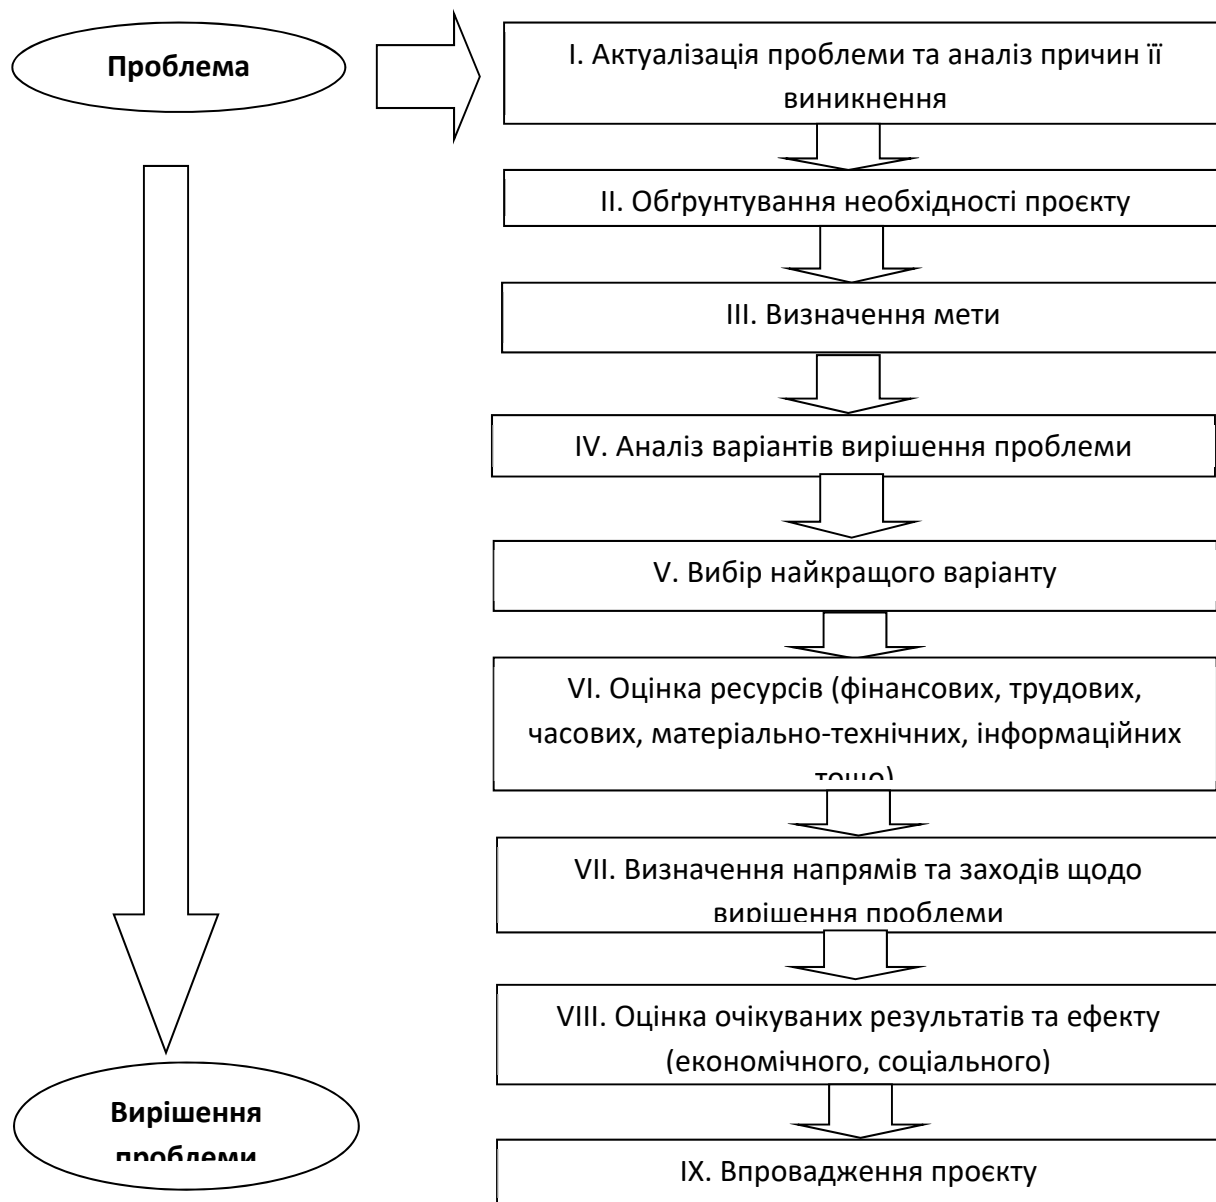 Проблема
I. Актуалізація проблеми та аналіз причин її
виникнення
II. Обґрунтування необхідності проєкту
III. Визначення мети
IV. Аналіз варіантів вирішення проблеми
V. Вибір найкращого варіанту
VI. Оцінка ресурсів (фінансових, трудових,
часових, матеріально-технічних, інформаційних
тощо)
VII. Визначення напрямів та заходів щодо
вирішення проблеми
VIII. Оцінка очікуваних результатів та ефекту
(економічного, соціального)
IX. Впровадження проєкту
Вирішення
проблеми